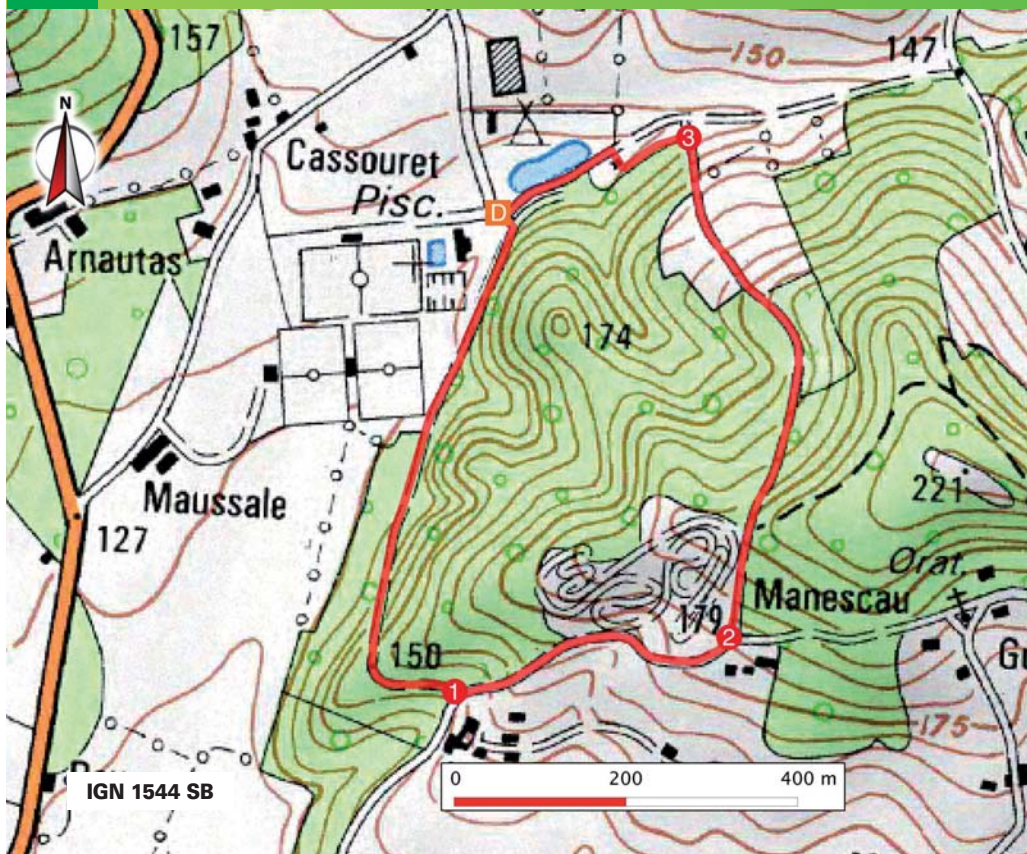 157
150
147
N
3
Cassouret
Pisc.
D
Arnautas
174
Maussale
221
127
Orat.
Manescau
179
2
150
1
175
IGN 1544 SB
0 200 400 m